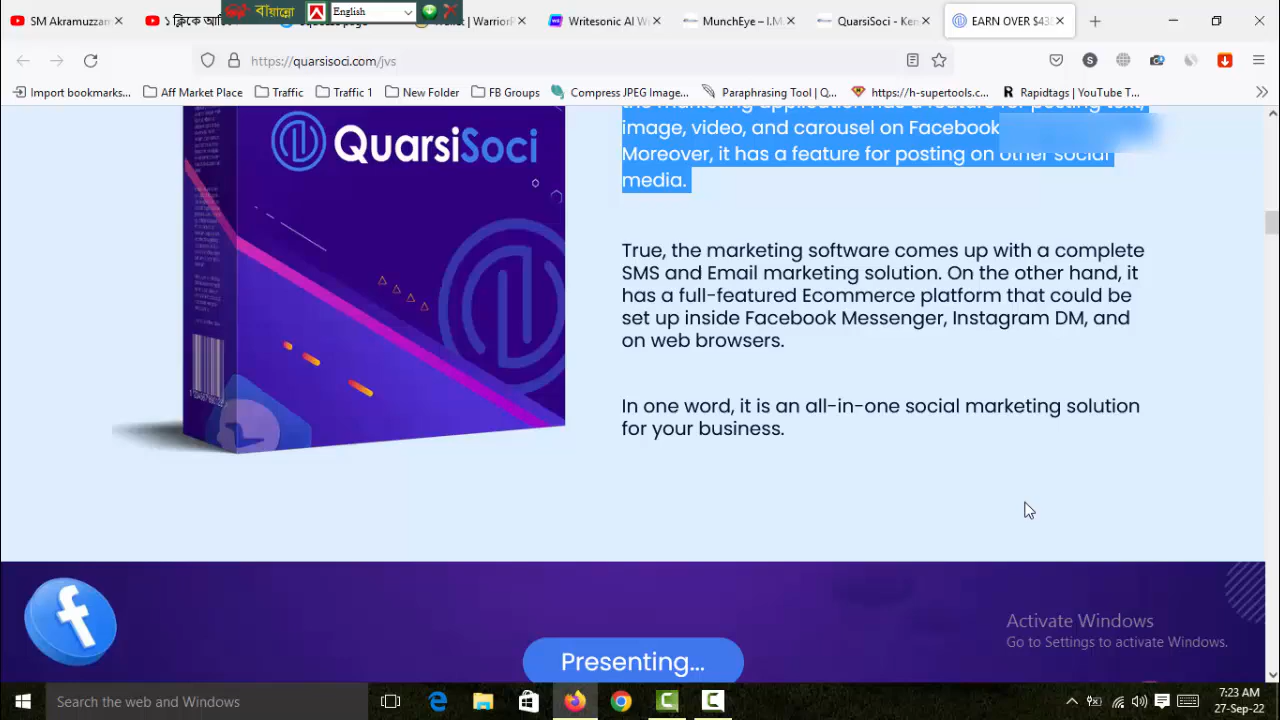 বাংলা English
SM Akramuzzam
১ ক্লিকে আ
WarriorF
Writesonic AI W
QuarsiSoci – Ken
EARN OVER $435
https://quarsisoci.com/jvs
Import bookmarks... Aff Market Place Traffic Traffic 1 New Folder FB Groups Compress JPEG Image... Paraphrasing Tool | Q... https://h-supertools.c... Rapidtags | YouTube T...
Quarsisoci
image, video, and carousel on Facebook
Moreover, it has a feature for posting on other social
media.
True, the marketing software comes up with a complete
SMS and Email marketing solution. On the other hand, it
has a full-featured Ecommerce platform that could be
set up inside Facebook Messenger, Instagram DM, and
on web browsers.
In one word, it is an all-in-one social marketing solution
for your business.
Presenting...
Activate Windows
Go to Settings to activate Windows.
Search the web and Windows
7:23 AM
27-Sep-22